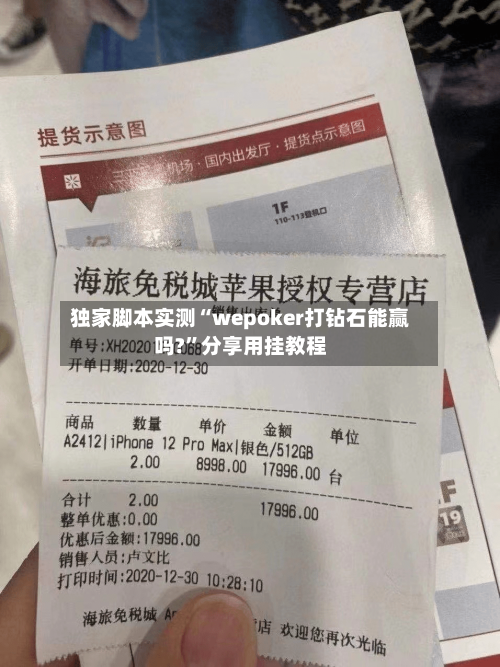 提货示意图
机场·国内出发厅·提货点示意图
1F
110-113登机口
海旅免税城苹果授权专营店
独家脚本实测“wepoker打钻石能赢
吗?”分享用挂教程
单号:XH2020
开单日期:2020-12-30
商品 数量 单价 金额 单位
A2412|iPhone 12 Pro Max|银色/512GB
2.00 8998.00 17996.00 台
合计 2.00 17996.00
整单优惠:0.00
优惠后金额:17996.00
销售人员:卢文比
打印时间:2020-12-30 10:28:10
海旅免税城 店 欢迎您再次光临
F
19